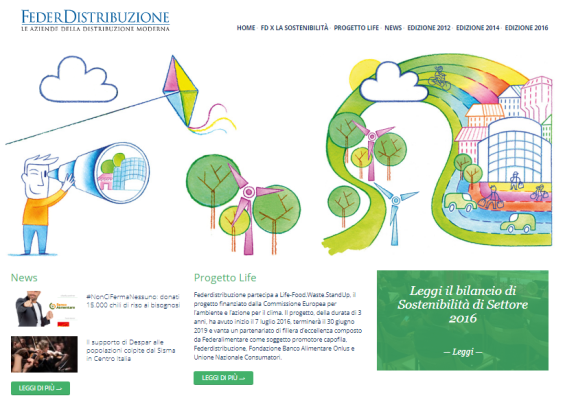 FEDERDISTRIBUZIONE
LE AZIENDE DELLA DISTRIBUZIONE MODERNA
HOME · FD X LA SOSTENIBILITÀ · PROGETTO LIFE · NEWS · EDIZIONE 2012 · EDIZIONE 2014 · EDIZIONE 2016
News
#NonCiFermaNessuno: donati
15.000 chili di riso ai bisognosi
Il supporto di Despar alle
popolazioni colpite dal Sisma
in Centro Italia
LEGGI DI PIÙ →
Progetto Life
Federdistribuzione partecipa a Life-Food.Waste.StandUp, il
progetto finanziato dalla Commissione Europea per
l'ambiente e l'azione per il clima. Il progetto, della durata di 3
anni, ha avuto inizio il 7 luglio 2016, terminerà il 30 giugno
2019 e vanta un partenariato di filiera d'eccellenza composto
da Federalimentare come soggetto promotore capofila,
Federdistribuzione, Fondazione Banco Alimentare Onlus e
Unione Nazionale Consumatori.
LEGGI DI PIÙ →
Leggi il bilancio di
Sostenibilità di Settore
2016
— Leggi —